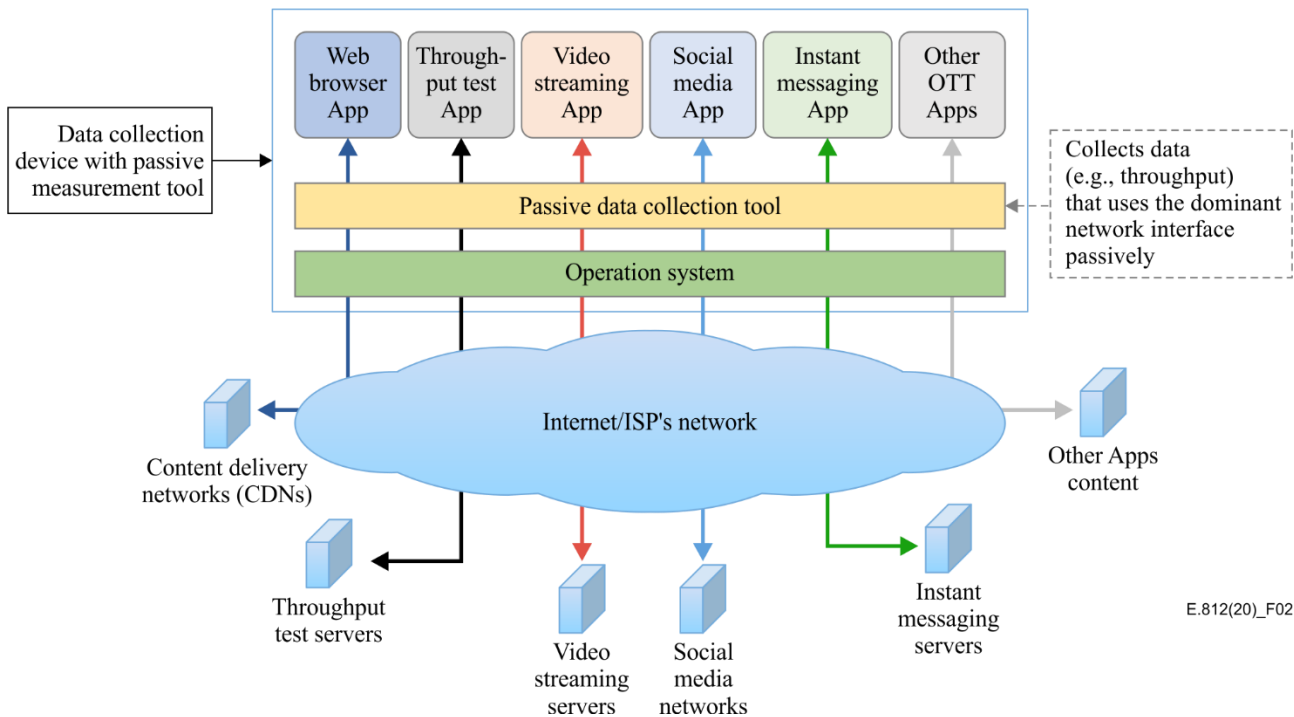 Web
browser
App
Through-
put test
App
Video
streaming
App
Social
media
App
Instant
messaging
App
Other
OTT
Apps
Data collection
device with passive
measurement tool
Collects data
(e.g., throughput)
that uses the dominant
network interface
passively
Passive data collection tool
Operation system
Internet/ISP's network
Content delivery
networks (CDNs)
Other Apps
content
Throughput
test servers
Video
streaming
servers
Social
media
networks
Instant
messaging
servers
E.812(20)_F02